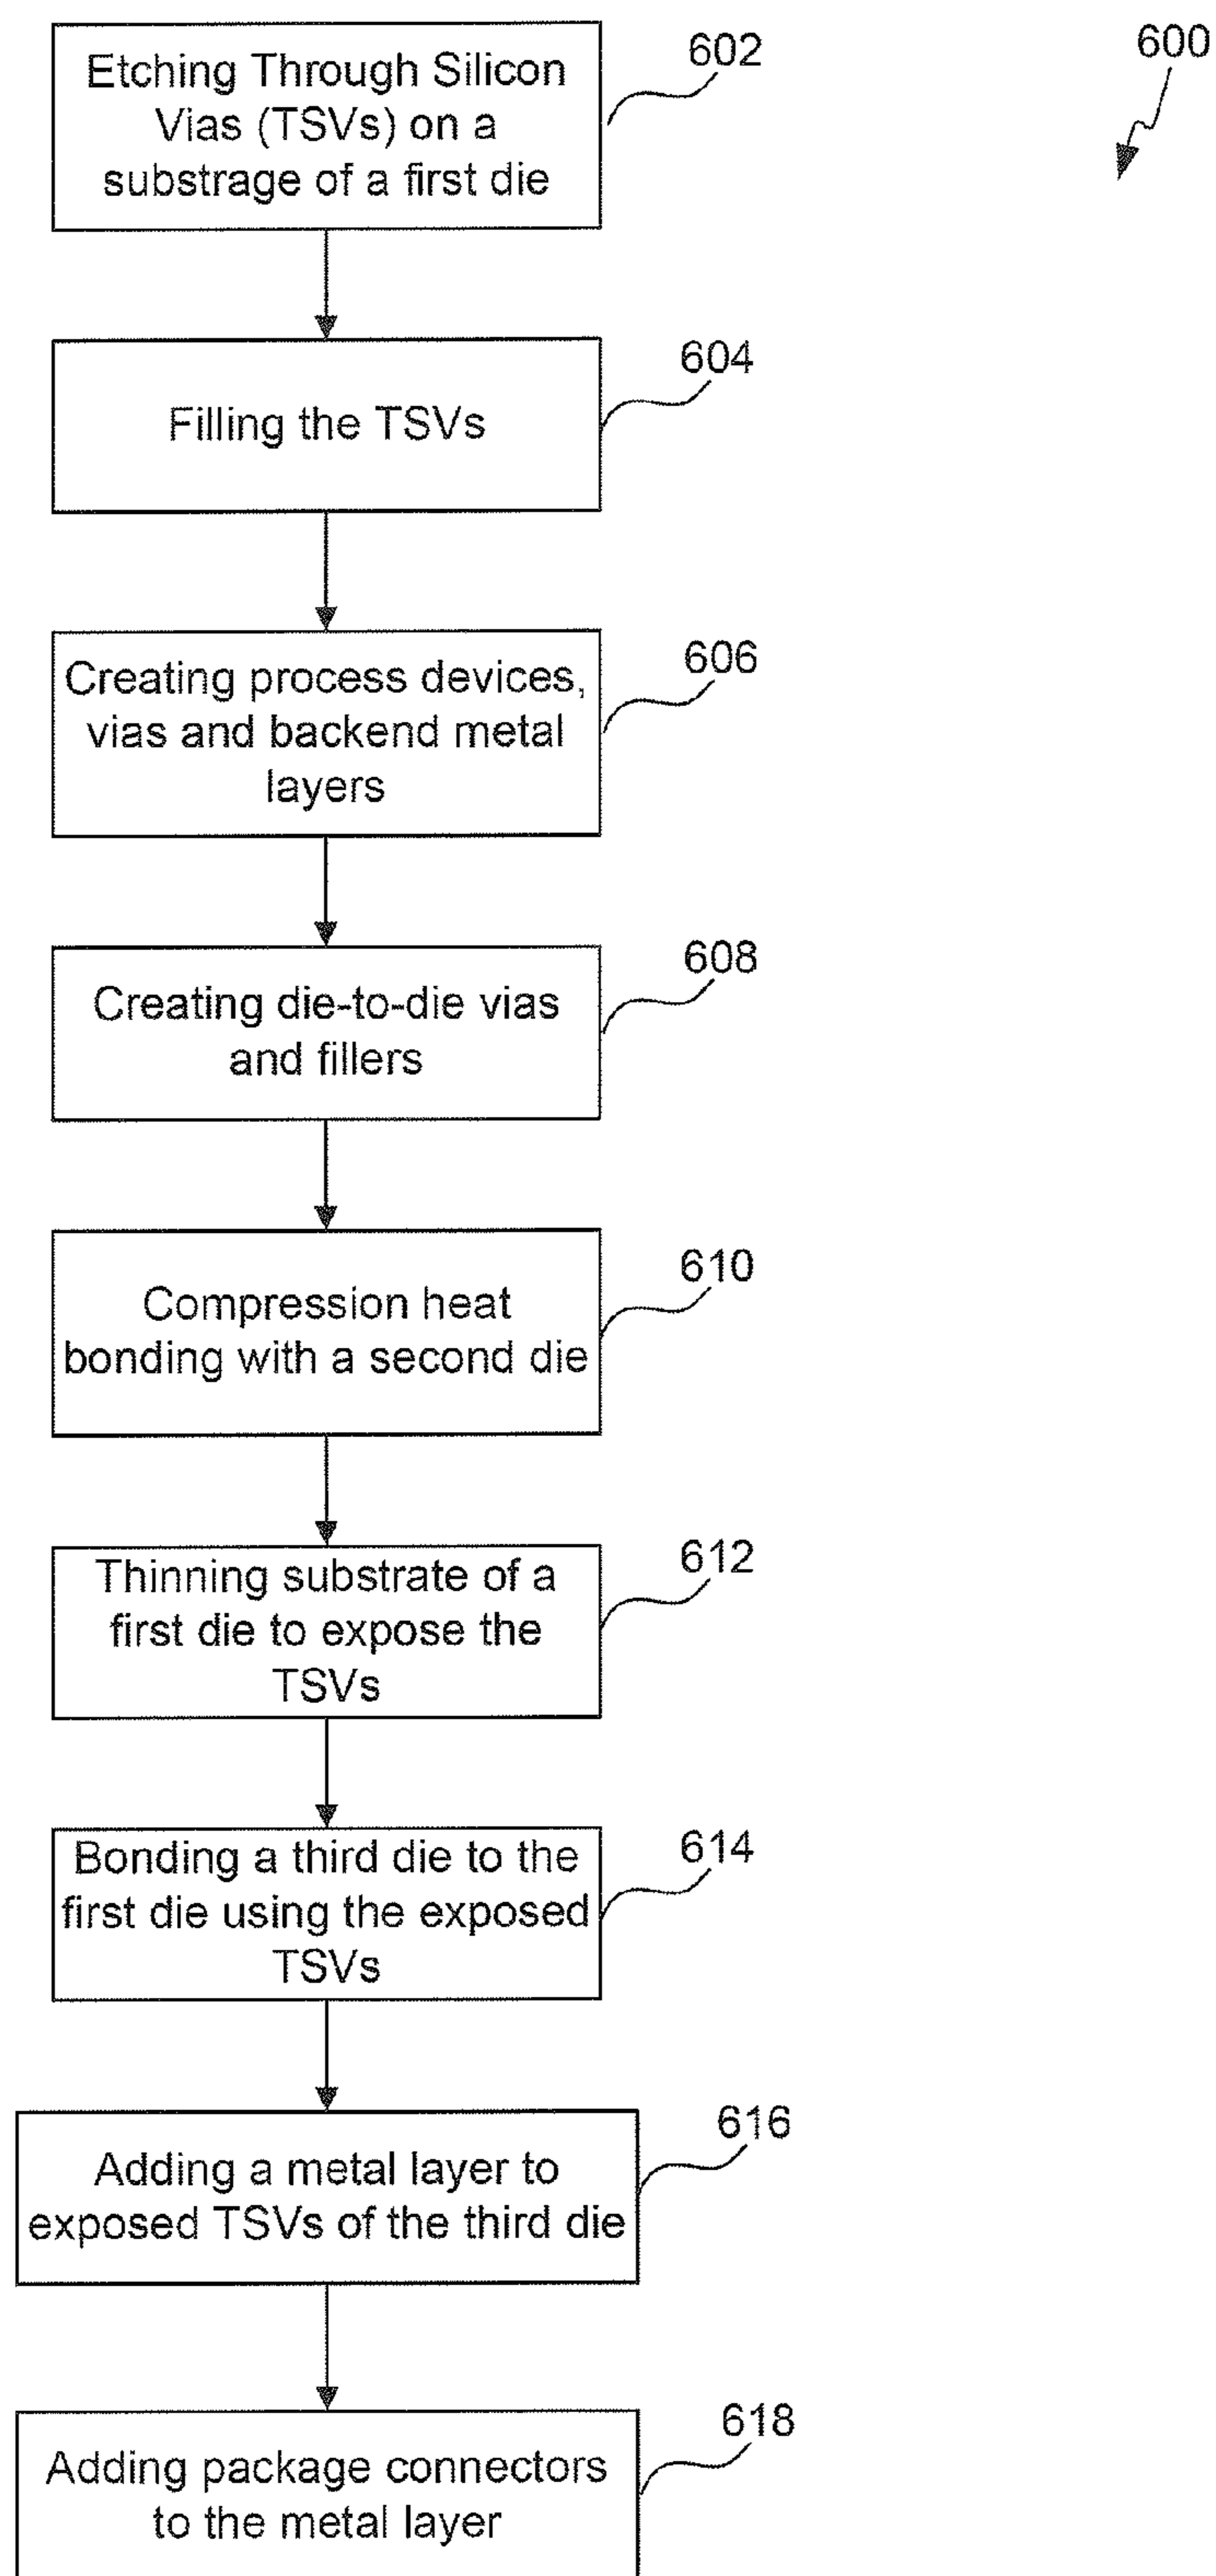 600
Etching Through Silicon
Vias (TSVs) on a
substrage of a first die
602
Filling the TSVs
604
Creating process devices,
vias and backend metal
layers
606
Creating die-to-die vias
and fillers
608
Compression heat
bonding with a second die
610
Thinning substrate of a
first die to expose the
TSVs
612
Bonding a third die to the
first die using the exposed
TSVs
614
Adding a metal layer to
exposed TSVs of the third die
616
Adding package connectors
to the metal layer
618